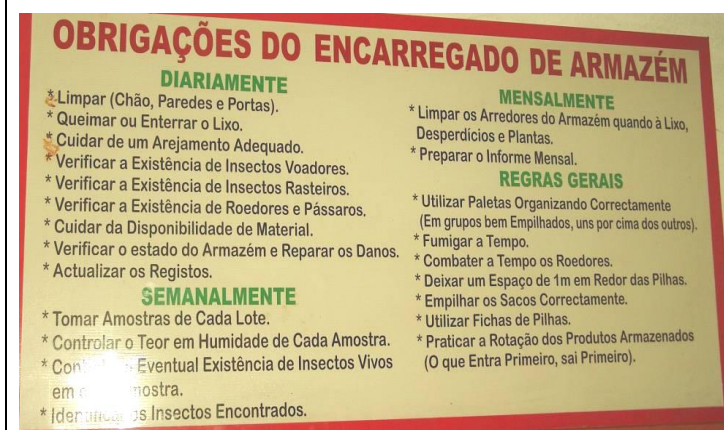 OBRIGAÇÕES DO ENCARREGADO DE ARMAZÉM
DIARIAMENTE
* Limpar (Chão, Paredes e Portas).
* Queimar ou Enterrar o Lixo.
* Cuidar de um Arejamento Adequado.
* Verificar a Existência de Insectos Voadores.
* Verificar a Existência de Insectos Rasteiros.
* Verificar a Existência de Roedores e Pássaros.
* Cuidar da Disponibilidade de Material.
* Verificar o estado do Armazém e Reparar os Danos.
* Actualizar os Registos.
SEMANALMENTE
* Tomar Amostras de Cada Lote.
* Controlar o Teor em Humidade de Cada Amostra.
* Eventual Existência de Insectos Vivos
em
* Insectos Encontrados.
MENSALMENTE
* Limpar os Arredores do Armazém quando à Lixo,
Desperdícios e Plantas.
* Preparar o Informe Mensal.
REGRAS GERAIS
* Utilizar Paletas Organizando Correctamente
(Em grupos bem Empilhados, uns por cima dos outros).
* Fumigar a Tempo.
* Combater a Tempo os Roedores.
* Deixar um Espaço de 1m em Redor das Pilhas.
* Empilhar os Sacos Correctamente.
* Utilizar Fichas de Pilhas.
* Praticar a Rotação dos Produtos Armazenados
(O que Entra Primeiro, sai Primeiro).